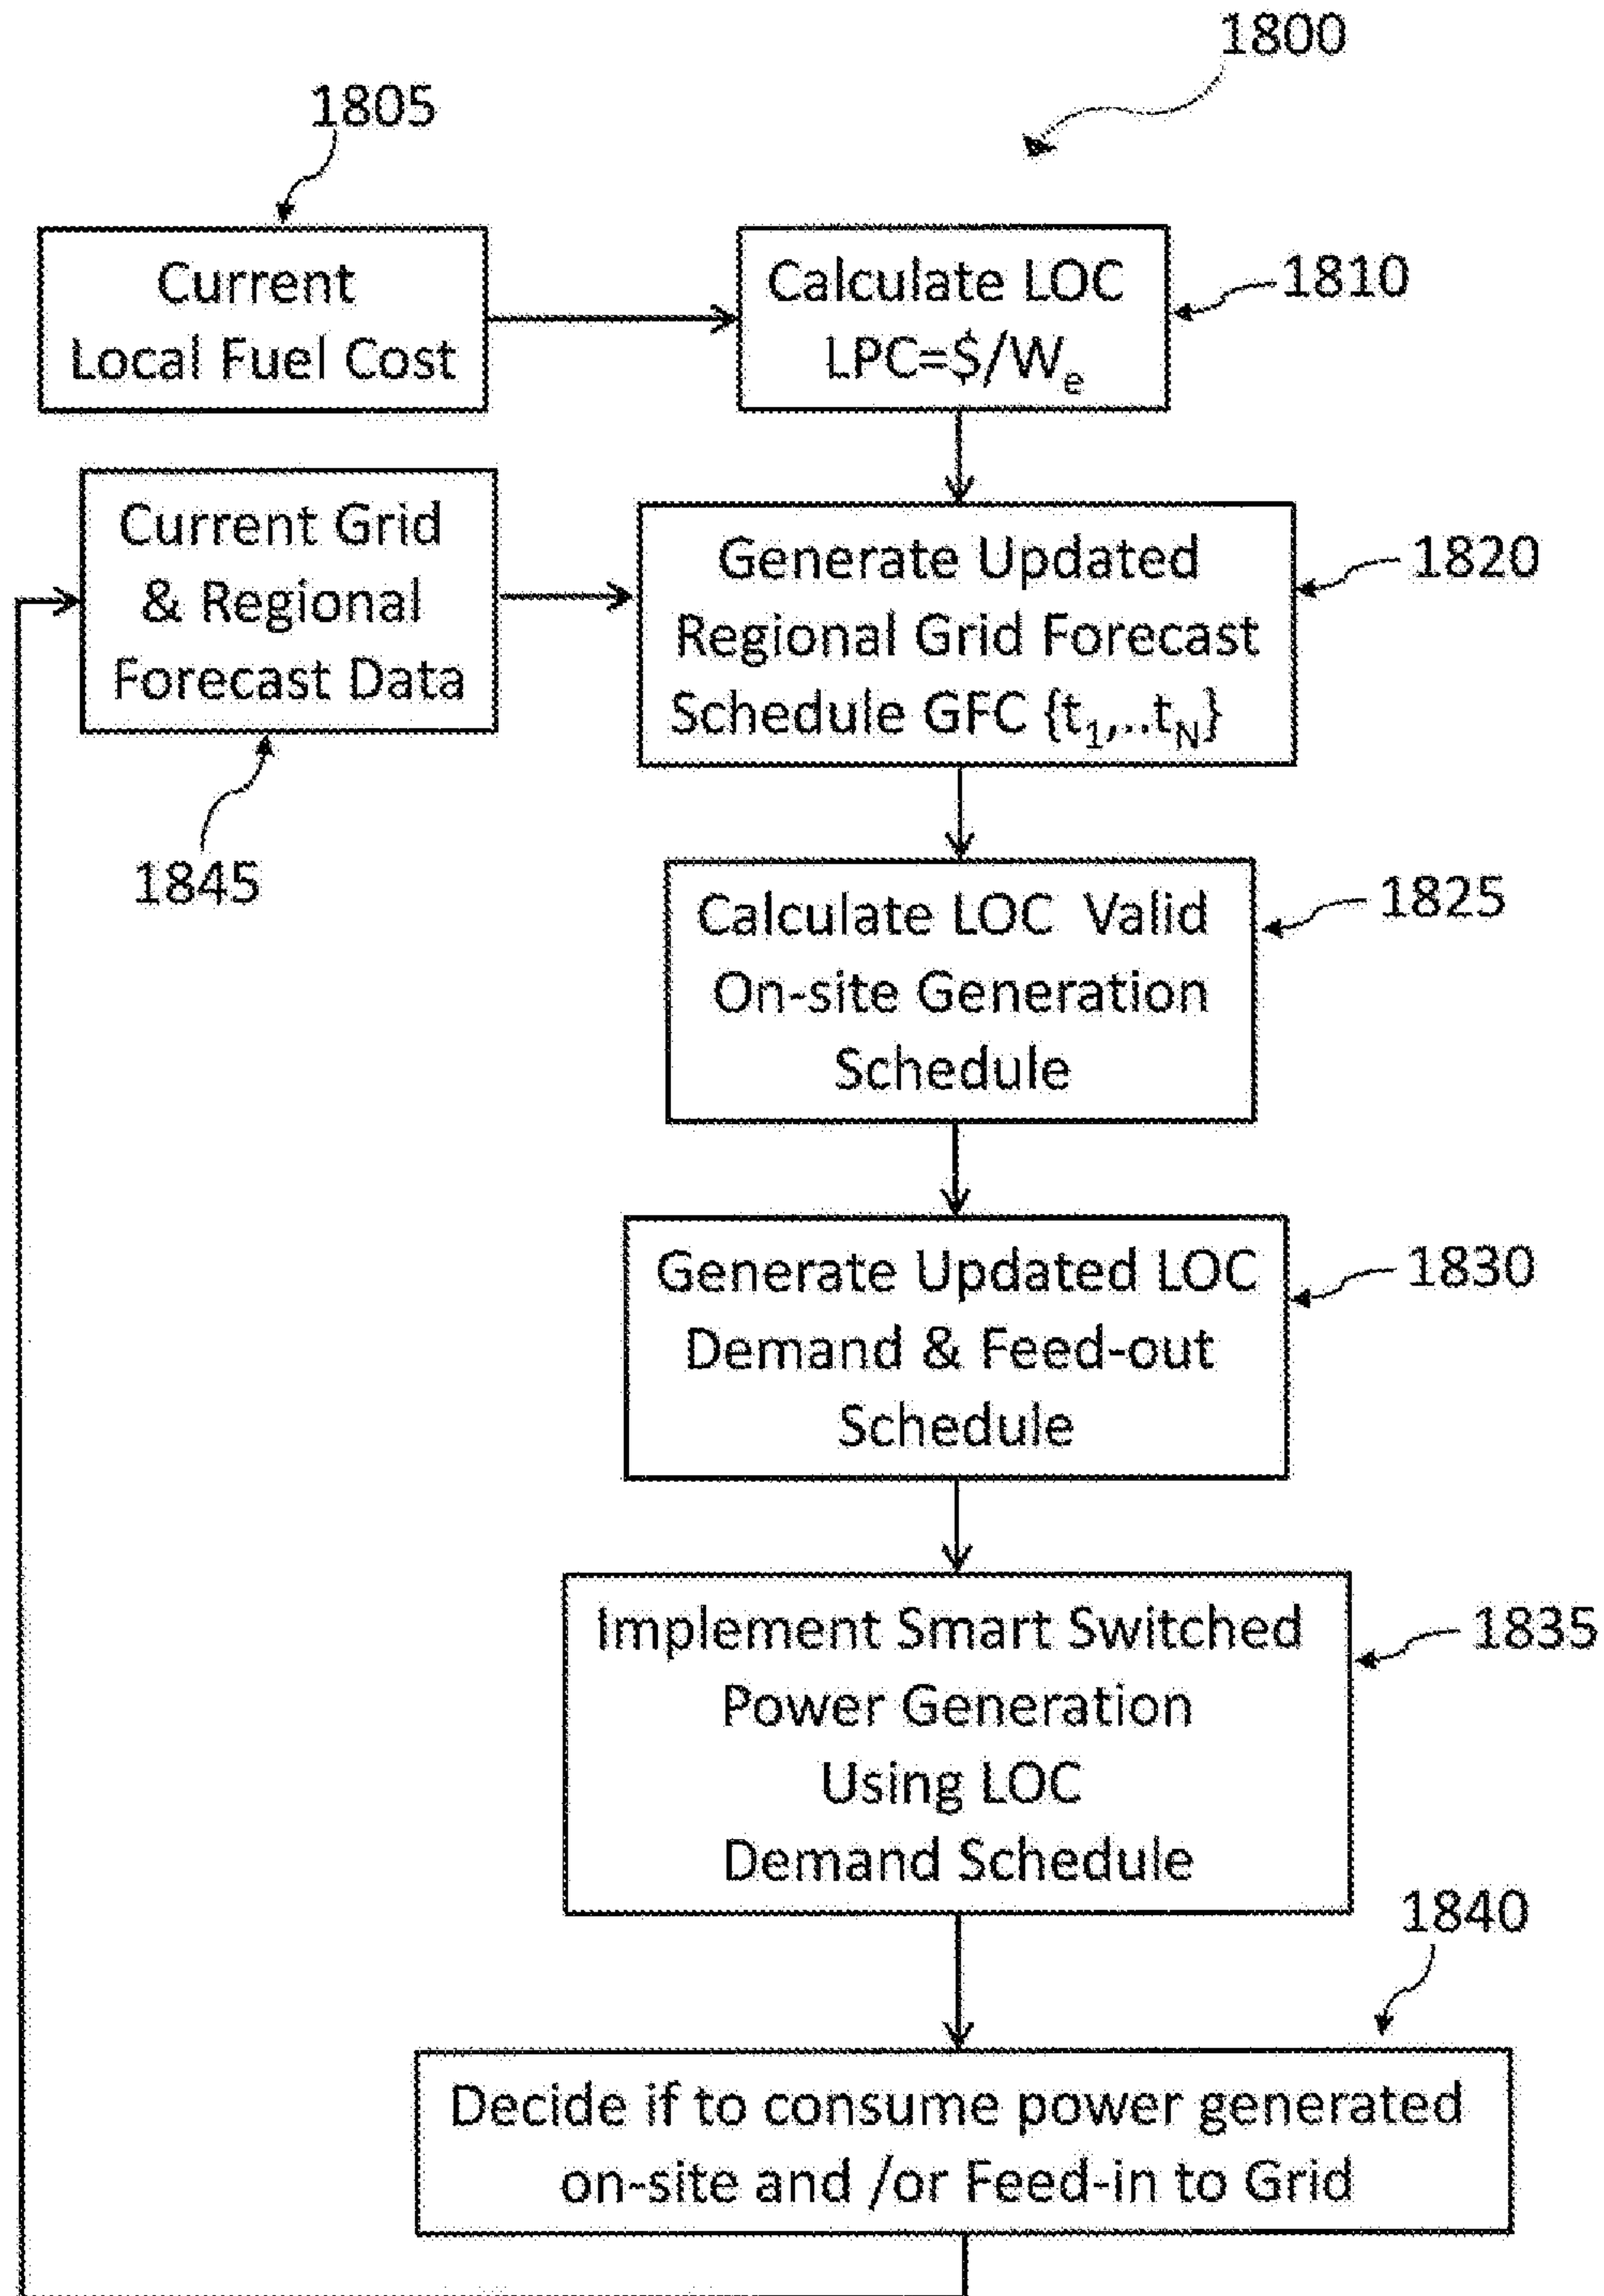 1800
1805
Current
Local Fuel Cost
Calculate LOC
LPC=$/Wₑ
1810
Current Grid
& Regional
Forecast Data
1845
Generate Updated
Regional Grid Forecast
Schedule GFC {t₁,..t_N}
1820
Calculate LOC Valid
On-site Generation
Schedule
1825
Generate Updated LOC
Demand & Feed-out
Schedule
1830
Implement Smart Switched
Power Generation
Using LOC
Demand Schedule
1835
1840
Decide if to consume power generated
on-site and /or Feed-in to Grid